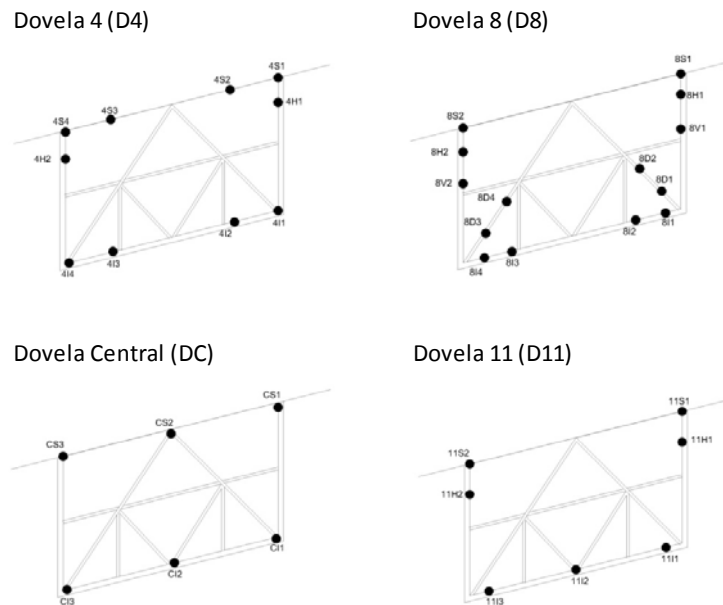 Dovela 4 (D4)
4S1
4S2
4H1
4S3
4S4
4H2
4I1
4I2
4I3
4I4
Dovela 8 (D8)
8S1
8H1
8S2
8V1
8H2
8D2
8V2
8D1
8D4
8I1
8I2
8D3
8I3
8I4
Dovela Central (DC)
CS1
CS2
CS3
CI1
CI2
CI3
Dovela 11 (D11)
11S1
11H1
11S2
11H2
11I1
11I2
11I3